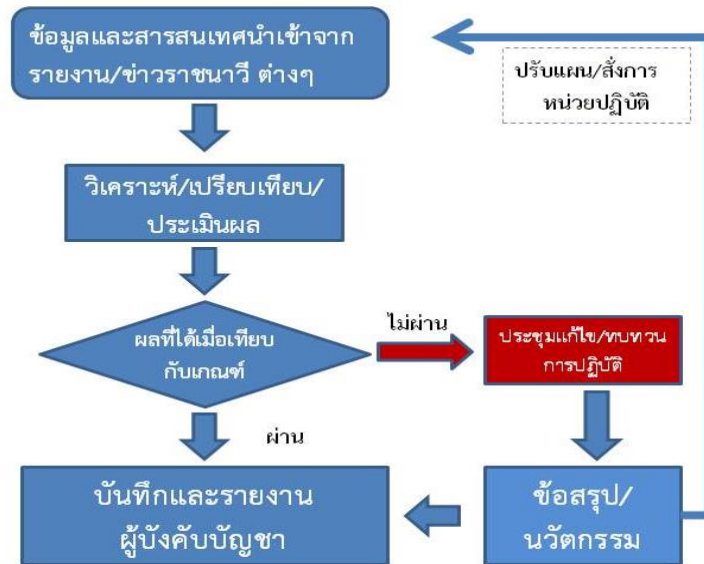 ข้อมูลและสารสนเทศนำเข้าจาก
รายงาน/ข่าวราชนาวี ต่างๆ
ปรับแผน/สั่งการ
หน่วยปฏิบัติ
วิเคราะห์/เปรียบเทียบ/
ประเมินผล
ผลที่ได้เมื่อเทียบ
กับเกณฑ์
ไม่ผ่าน
ประชุมแก้ไข/ทบทวน
การปฏิบัติ
ผ่าน
บันทึกและรายงาน
ผู้บังคับบัญชา
ข้อสรุป/
นวัตกรรม